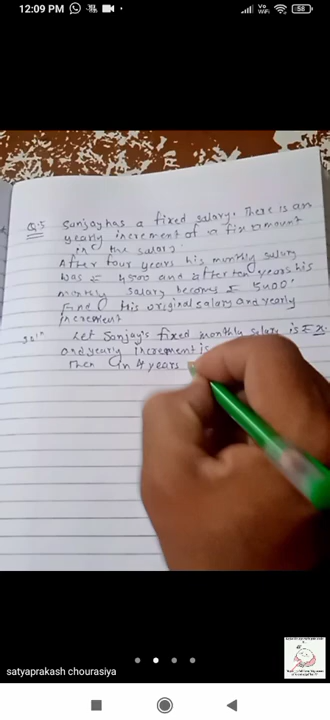 12:09 PM
Vo
WiFi
58
Q.5 Sanjay has a fixed salary. There is an
yearly increment of a fix amount
in the salary.
After four years his monthly salary
was ₹ 4500 and after ten years his
monthly salary becomes ₹ 5400.
Find his original salary and yearly
increment
Solⁿ Let Sanjay's fixed monthly salary is ₹ x.
and yearly increment is
Then in 4 years
satyaprakash chourasiya